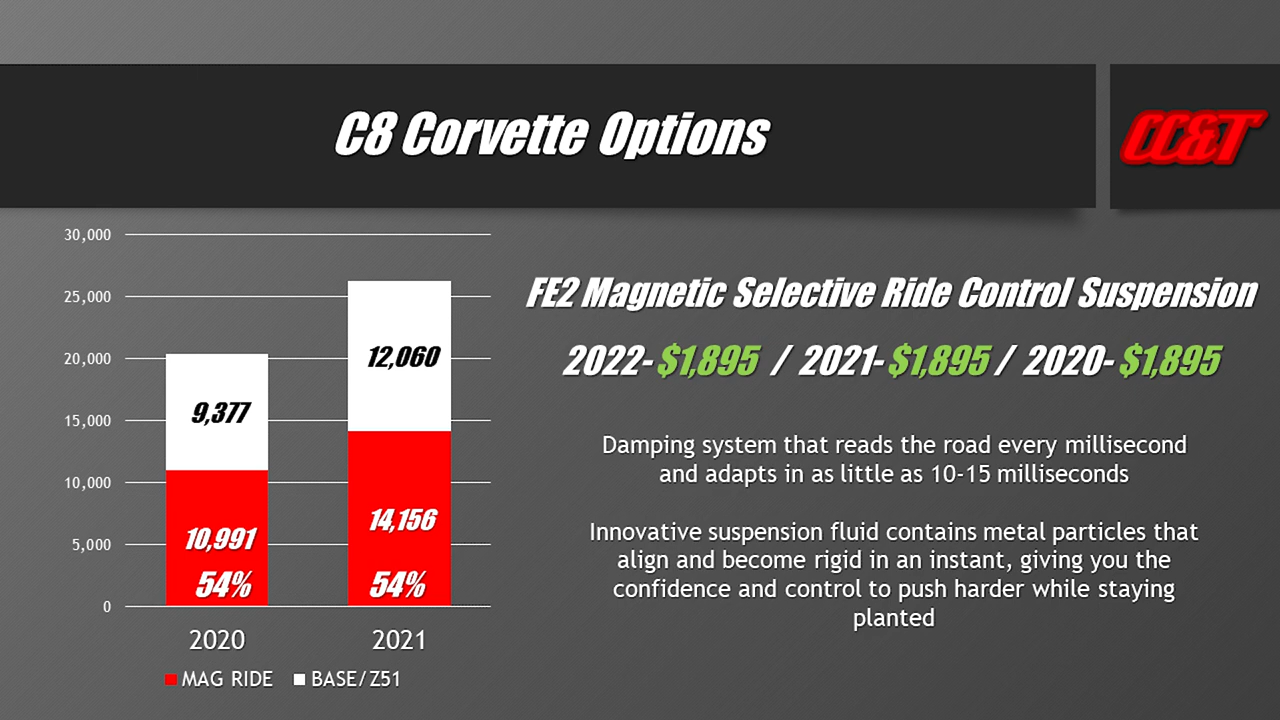 C8 Corvette Options
CC&T
30,000
25,000
20,000
15,000
10,000
5,000
0
9,377
10,991
54%
12,060
14,156
54%
2020
2021
MAG RIDE
BASE/Z51
FE2 Magnetic Selective Ride Control Suspension
2022- $1,895 / 2021- $1,895 / 2020- $1,895
Damping system that reads the road every millisecond
and adapts in as little as 10-15 milliseconds
Innovative suspension fluid contains metal particles that
align and become rigid in an instant, giving you the
confidence and control to push harder while staying
planted